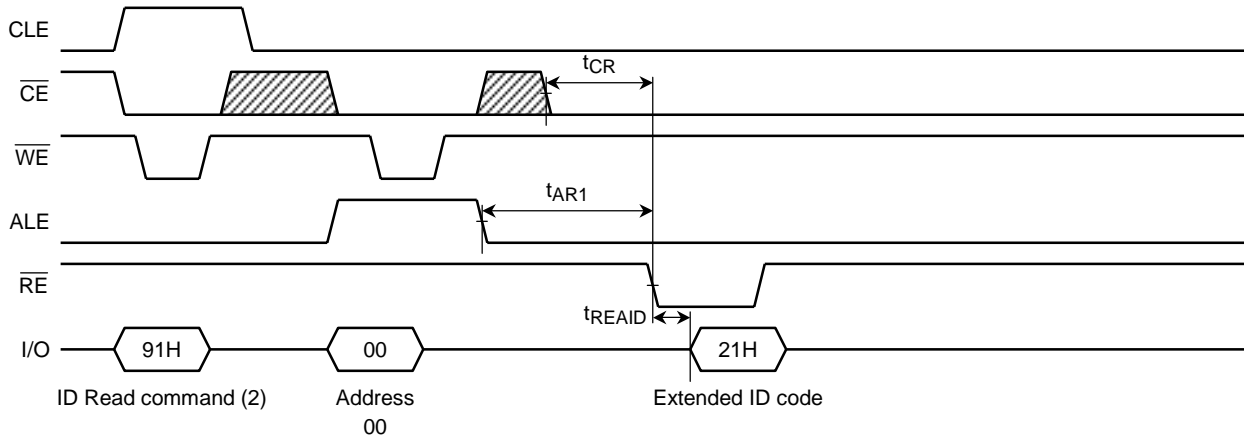 CLE
tCR
CE
WE
tAR1
ALE
RE
tREAID
I/O 91H 00 21H
ID Read command (2) Address Extended ID code
00